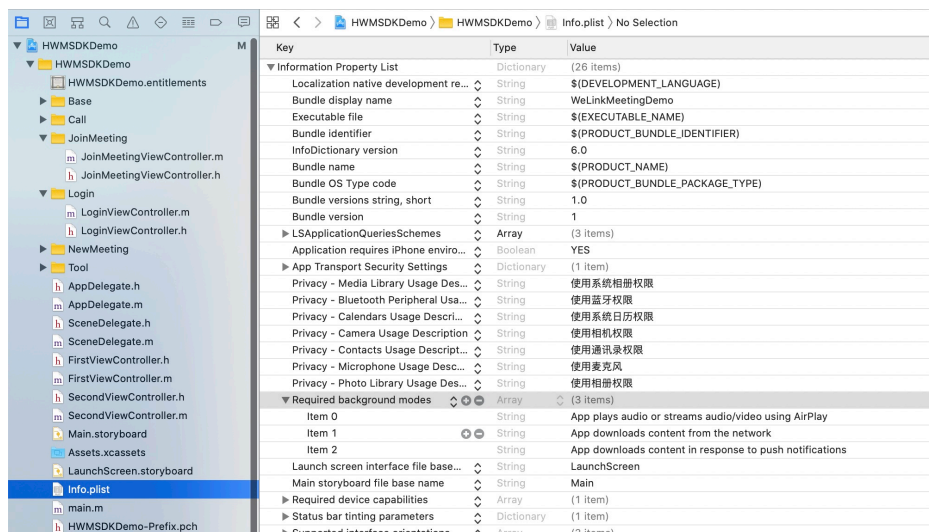 HWMSDKDemo 〉 HWMSDKDemo 〉 Info.plist 〉 No Selection
HWMSDKDemo M
HWMSDKDemo
HWMSDKDemo.entitlements
Base
Call
JoinMeeting
m JoinMeetingViewController.m
h JoinMeetingViewController.h
Login
m LoginViewController.m
h LoginViewController.h
NewMeeting
Tool
h AppDelegate.h
m AppDelegate.m
h SceneDelegate.h
m SceneDelegate.m
h FirstViewController.h
m FirstViewController.m
h SecondViewController.h
m SecondViewController.m
Main.storyboard
Assets.xcassets
LaunchScreen.storyboard
Info.plist
m main.m
h HWMSDKDemo-Prefix.pch
Key Type Value
Information Property List Dictionary (26 items)
Localization native development re... String $(DEVELOPMENT_LANGUAGE)
Bundle display name String WeLinkMeetingDemo
Executable file String $(EXECUTABLE_NAME)
Bundle identifier String $(PRODUCT_BUNDLE_IDENTIFIER)
InfoDictionary version String 6.0
Bundle name String $(PRODUCT_NAME)
Bundle OS Type code String $(PRODUCT_BUNDLE_PACKAGE_TYPE)
Bundle versions string, short String 1.0
Bundle version String 1
LSApplicationQueriesSchemes Array (3 items)
Application requires iPhone enviro... Boolean YES
App Transport Security Settings Dictionary (1 item)
Privacy - Media Library Usage Des... String 使用系统相册权限
Privacy - Bluetooth Peripheral Usa... String 使用蓝牙权限
Privacy - Calendars Usage Descri... String 使用系统日历权限
Privacy - Camera Usage Description String 使用相机权限
Privacy - Contacts Usage Descript... String 使用通讯录权限
Privacy - Microphone Usage Desc... String 使用麦克风
Privacy - Photo Library Usage Des... String 使用相册权限
Required background modes Array (3 items)
Item 0 String App plays audio or streams audio/video using AirPlay
Item 1 String App downloads content from the network
Item 2 String App downloads content in response to push notifications
Launch screen interface file base... String LaunchScreen
Main storyboard file base name String Main
Required device capabilities Array (1 item)
Status bar tinting parameters Dictionary (1 item)